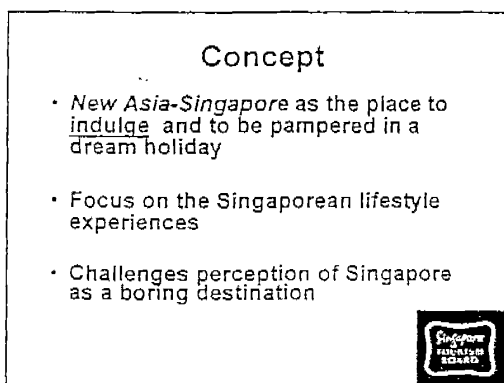 Concept
· New Asia-Singapore as the place to
indulge and to be pampered in a
dream holiday
· Focus on the Singaporean lifestyle
experiences
· Challenges perception of Singapore
as a boring destination
Singapore
TOURISM
BOARD